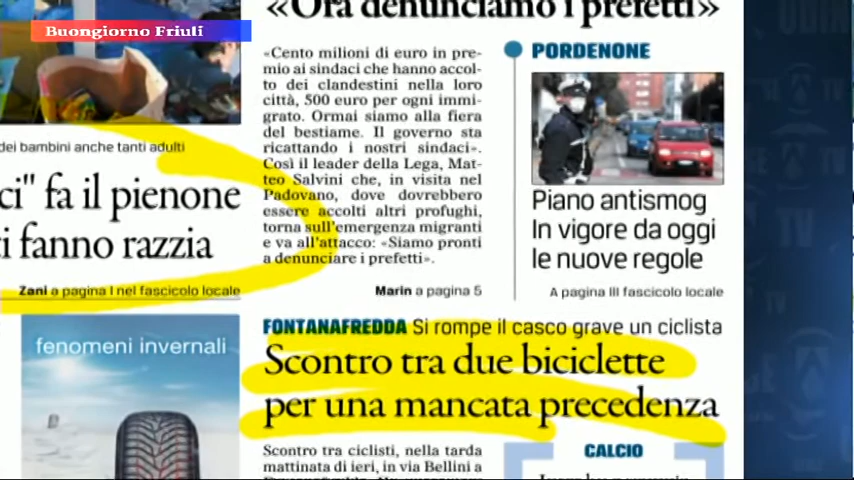 Buongiorno Friuli
«Ora denunciamo i prefetti»
dei bambini anche tanti adulti
ci" fa il pienone
ti fanno razzia
Zani a pagina I nel fascicolo locale
fenomeni invernali
«Cento milioni di euro in pre-
mio ai sindaci che hanno accol-
to dei clandestini nella loro
città, 500 euro per ogni immi-
grato. Ormai siamo alla fiera
del bestiame. Il governo sta
ricattando i nostri sindaci».
Così il leader della Lega, Mat-
teo Salvini che, in visita nel
Padovano, dove dovrebbero
essere accolti altri profughi,
torna sull'emergenza migranti
e va all'attacco: «Siamo pronti
a denunciare i prefetti».
Marin a pagina 5
PORDENONE
Piano antismog
In vigore da oggi
le nuove regole
A pagina III fascicolo locale
FONTANAFREDDA Si rompe il casco grave un ciclista
Scontro tra due biciclette
per una mancata precedenza
Scontro tra ciclisti, nella tarda
mattinata di ieri, in via Bellini a
CALCIO